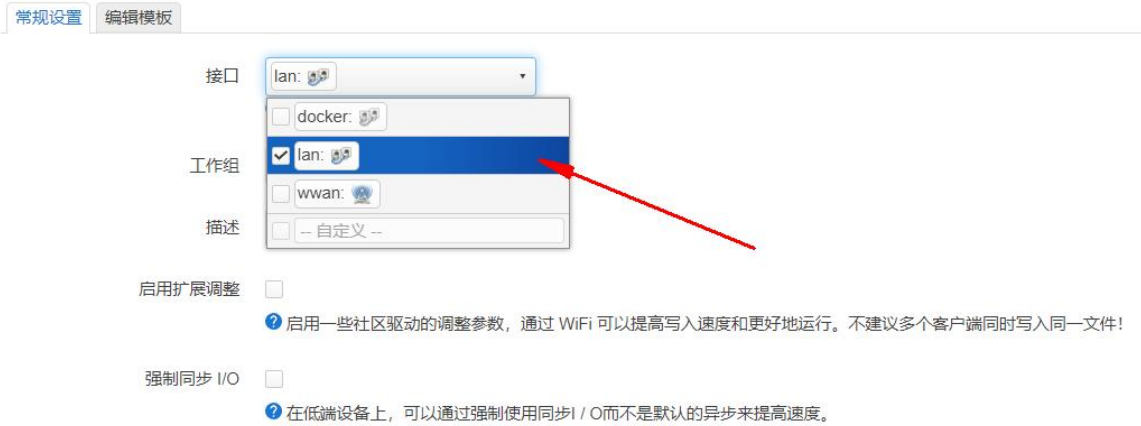 常规设置 编辑模板
接口 lan:
docker:
lan:
工作组
wwan:
描述 -- 自定义 --
启用扩展调整
启用一些社区驱动的调整参数，通过 WiFi 可以提高写入速度和更好地运行。不建议多个客户端同时写入同一文件！
强制同步 I/O
在低端设备上，可以通过强制使用同步I / O而不是默认的异步来提高速度。